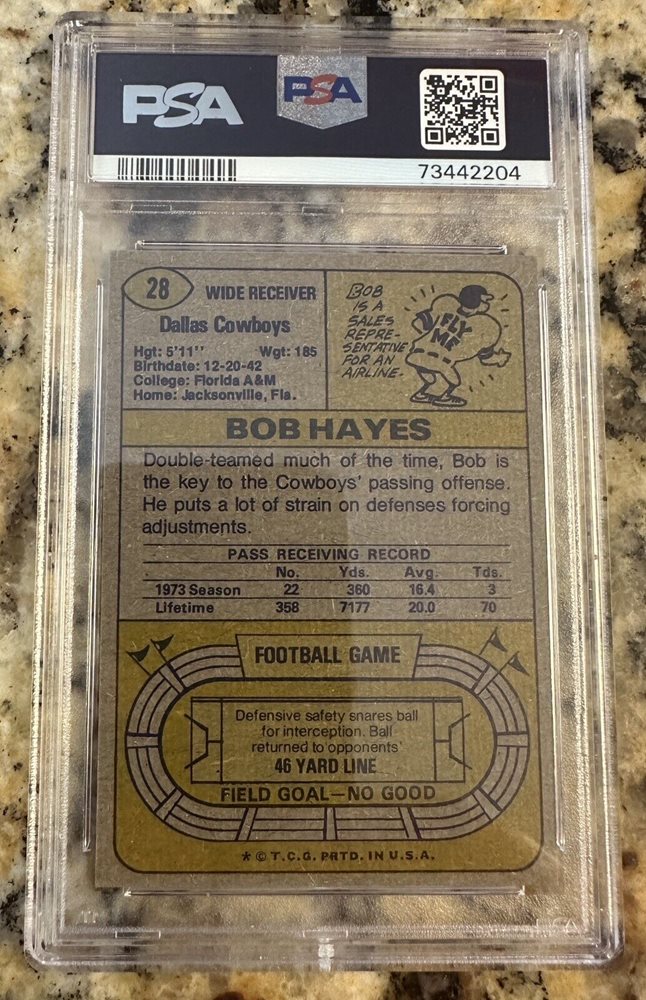 PSA
PSA
73442204
28 WIDE RECEIVER
Dallas Cowboys
Hgt: 5'11" Wgt: 185
Birthdate: 12-20-42
College: Florida A&M
Home: Jacksonville, Fla.
BOB
IS A
SALES
REPRE-
SENTATIVE
FOR AN
AIRLINE.
FLY
ME
BOB HAYES
Double-teamed much of the time, Bob is
the key to the Cowboys' passing offense.
He puts a lot of strain on defenses forcing
adjustments.
PASS RECEIVING RECORD
No. Yds. Avg. Tds.
1973 Season 22 360 16.4 3
Lifetime 358 7177 20.0 70
FOOTBALL GAME
Defensive safety snares ball
for interception. Ball
returned to opponents'
46 YARD LINE
FIELD GOAL—NO GOOD
* © T.C.G. PRTD. IN U.S.A.
PSA